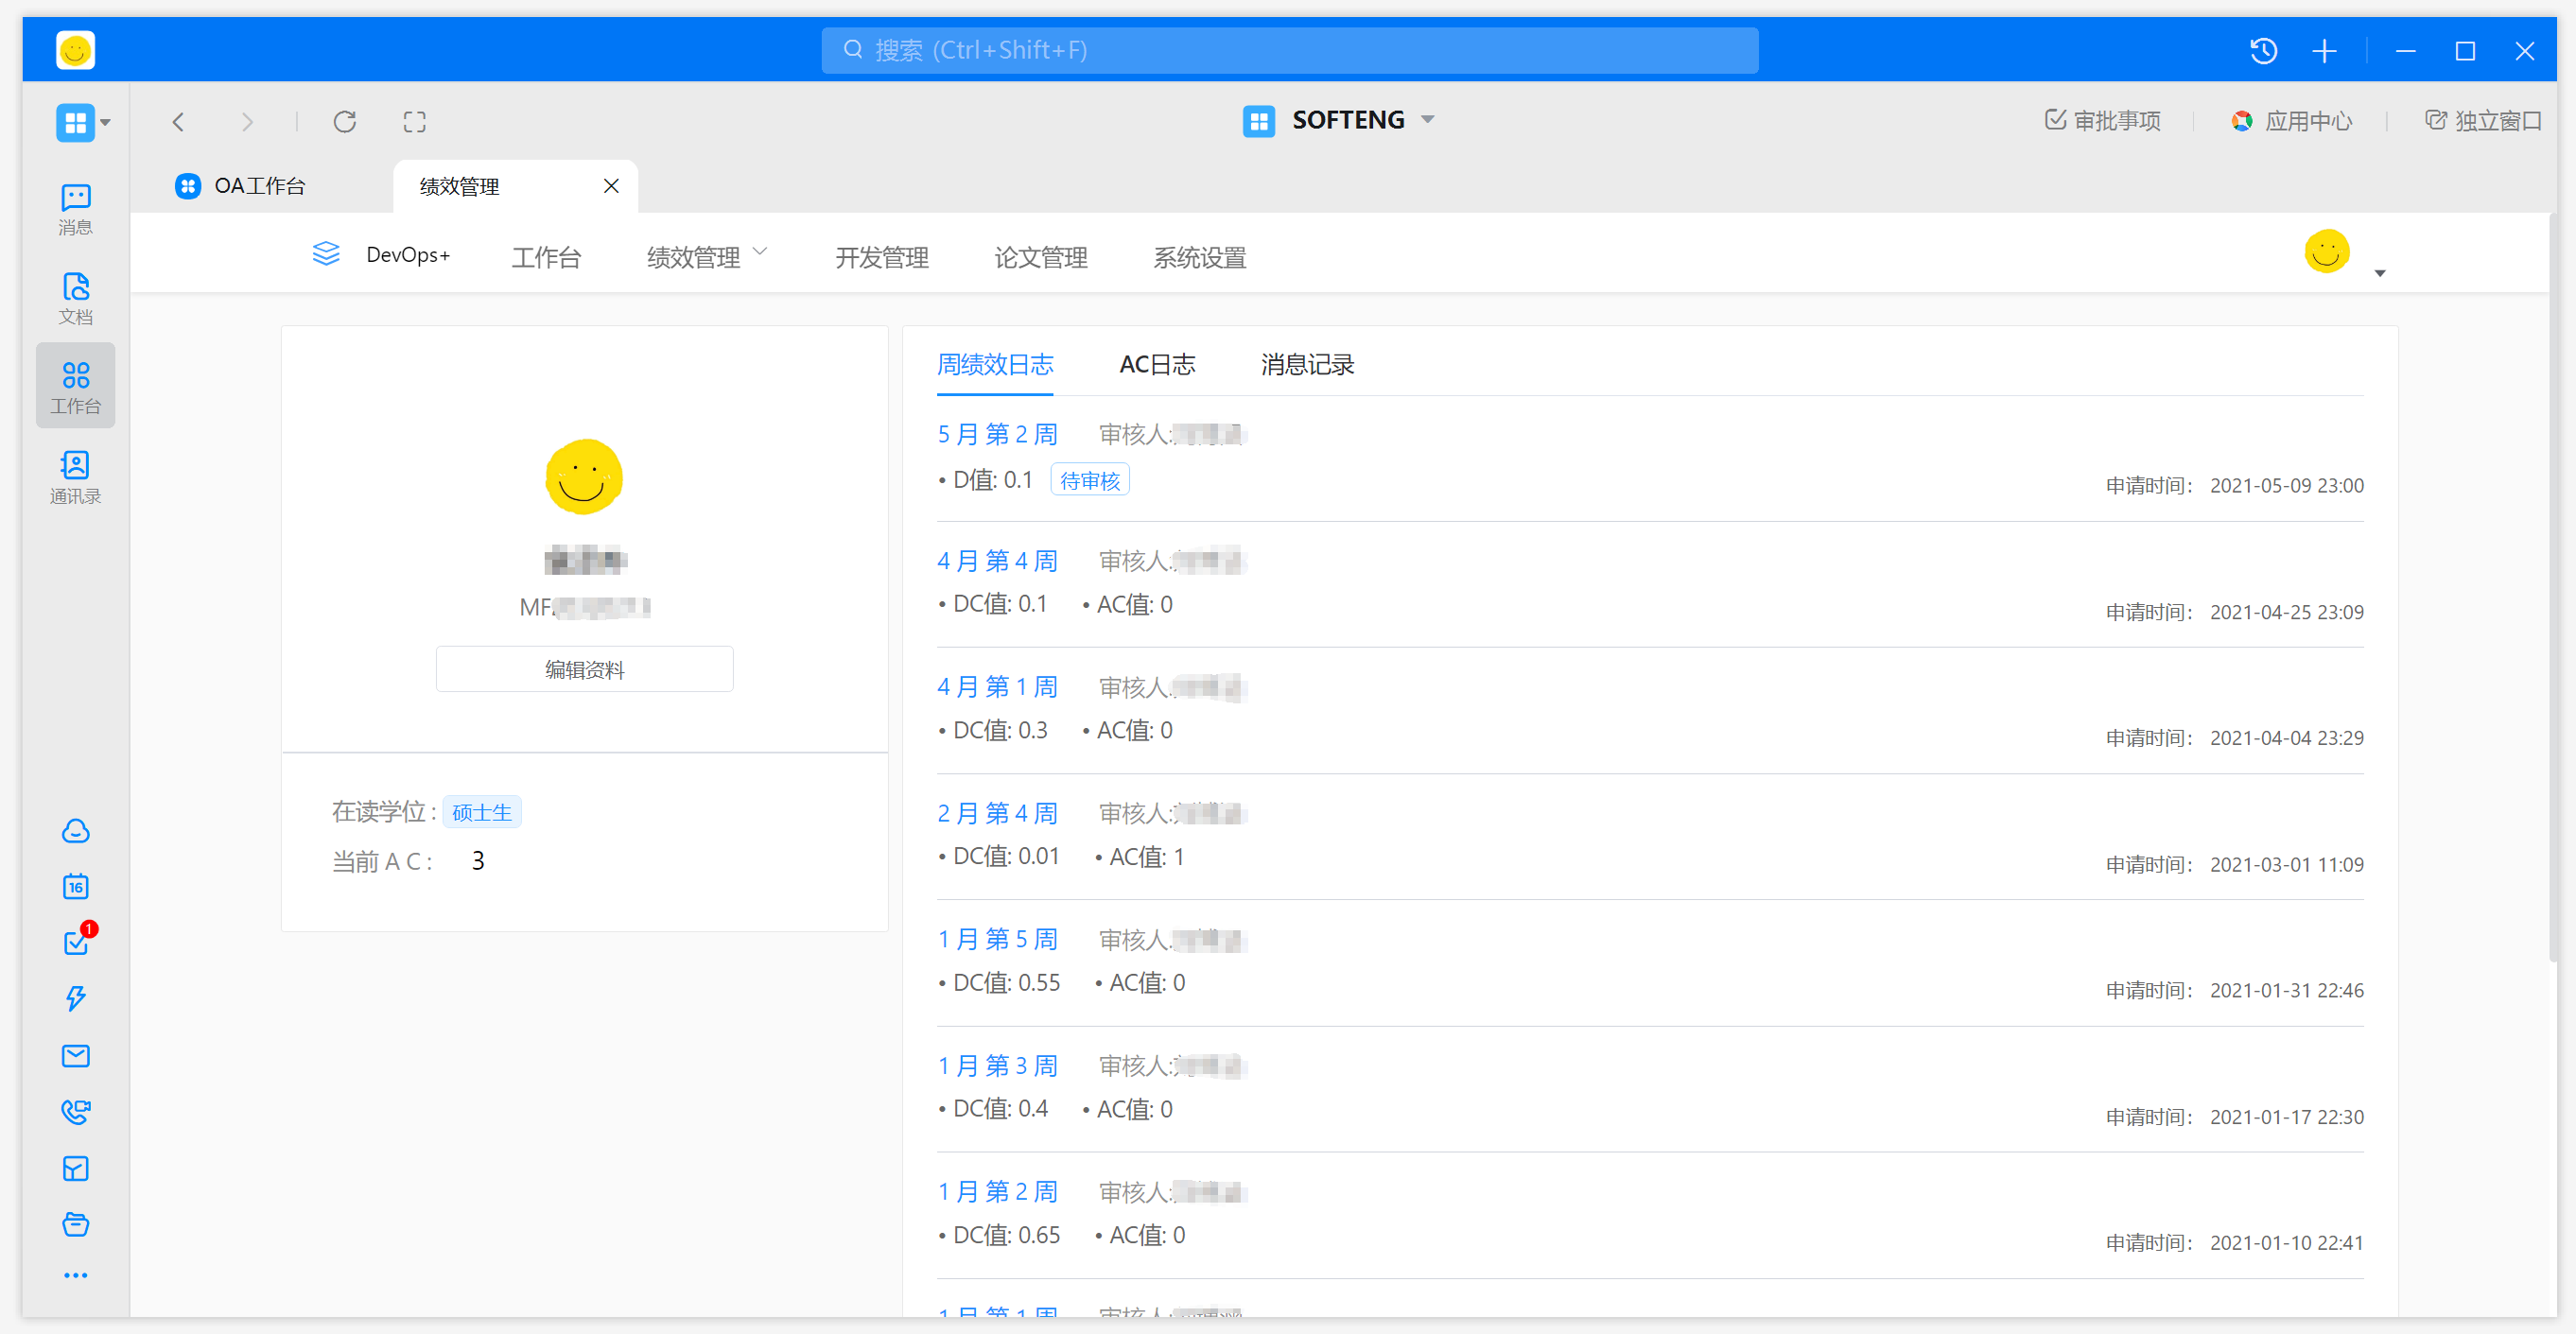 搜索 (Ctrl+Shift+F)
SOFTENG
审批事项
应用中心
独立窗口
OA工作台
绩效管理
消息
文档
工作台
通讯录
16
1
DevOps+
工作台
绩效管理
开发管理
论文管理
系统设置
MF
编辑资料
在读学位 : 硕士生
当前 A C : 3
周绩效日志
AC日志
消息记录
5 月 第 2 周 审核人:
• D值: 0.1 待审核
申请时间： 2021-05-09 23:00
4 月 第 4 周 审核人:
• DC值: 0.1 • AC值: 0
申请时间： 2021-04-25 23:09
4 月 第 1 周 审核人:
• DC值: 0.3 • AC值: 0
申请时间： 2021-04-04 23:29
2 月 第 4 周 审核人:
• DC值: 0.01 • AC值: 1
申请时间： 2021-03-01 11:09
1 月 第 5 周 审核人:
• DC值: 0.55 • AC值: 0
申请时间： 2021-01-31 22:46
1 月 第 3 周 审核人:
• DC值: 0.4 • AC值: 0
申请时间： 2021-01-17 22:30
1 月 第 2 周 审核人:
• DC值: 0.65 • AC值: 0
申请时间： 2021-01-10 22:41
1 月 第 1 周 审核人: